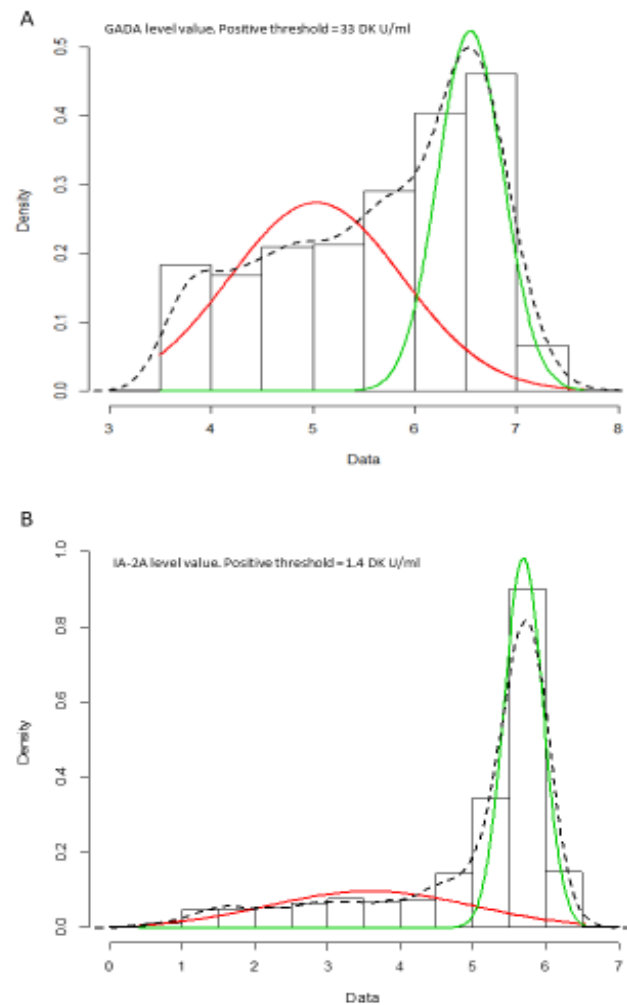 A
GADA level value. Positive threshold = 33 DK U/ml
0.5
0.4
0.3
0.2
0.1
0.0
Density
3 4 5 6 7 8
Data
B
IA-2A level value. Positive threshold = 1.4 DK U/ml
1.0
0.8
0.6
0.4
0.2
0.0
Density
0 1 2 3 4 5 6 7
Data